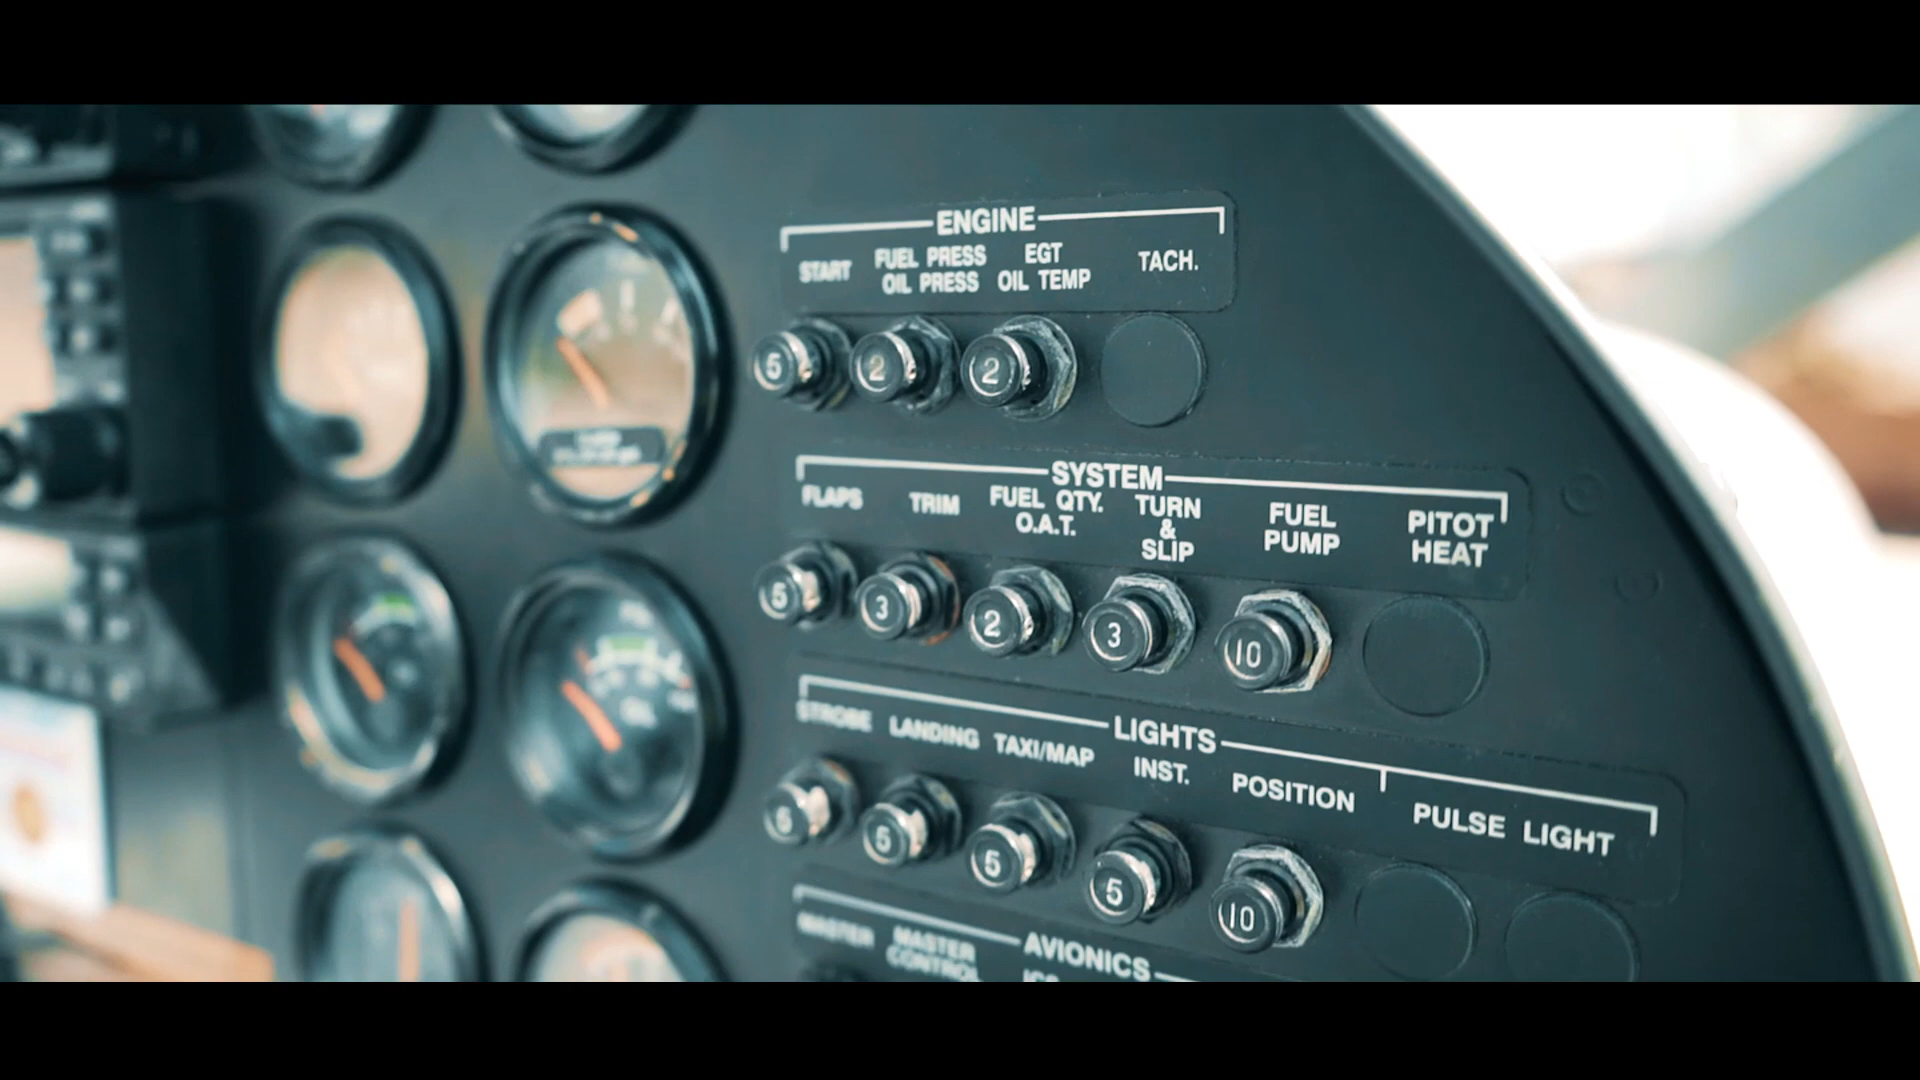 ENGINE
START FUEL PRESS EGT TACH.
OIL PRESS OIL TEMP
5 2 2
SYSTEM
FLAPS TRIM FUEL QTY. TURN FUEL PITOT
O.A.T. & PUMP HEAT
SLIP
5 3 2 3 10
LIGHTS
STROBE LANDING TAXI/MAP INST. POSITION PULSE LIGHT
5 5 5 10
AVIONICS
MASTER MASTER
CONTROL